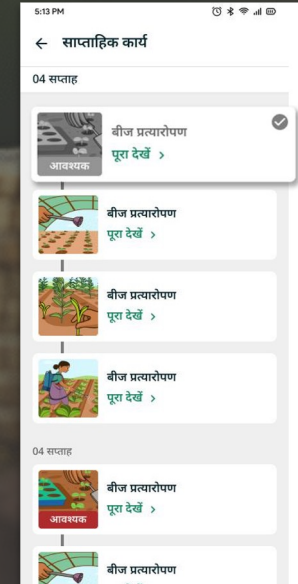 5:13 PM
← साप्ताहिक कार्य
04 सप्ताह
बीज प्रत्यारोपण
पूरा देखें >
आवश्यक
बीज प्रत्यारोपण
पूरा देखें >
बीज प्रत्यारोपण
पूरा देखें >
बीज प्रत्यारोपण
पूरा देखें >
04 सप्ताह
बीज प्रत्यारोपण
पूरा देखें >
आवश्यक
बीज प्रत्यारोपण